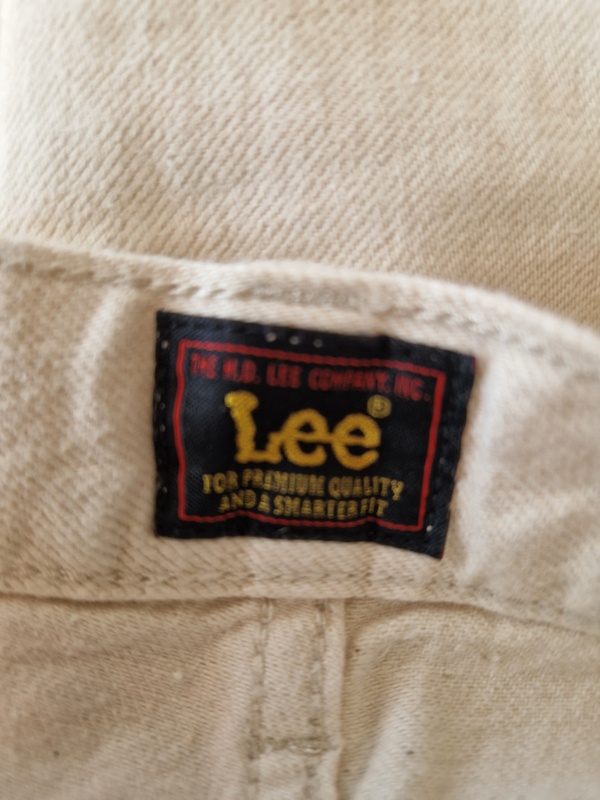 THE H.D. LEE COMPANY, INC.
Lee®
FOR PREMIUM QUALITY
AND A SMARTER FIT